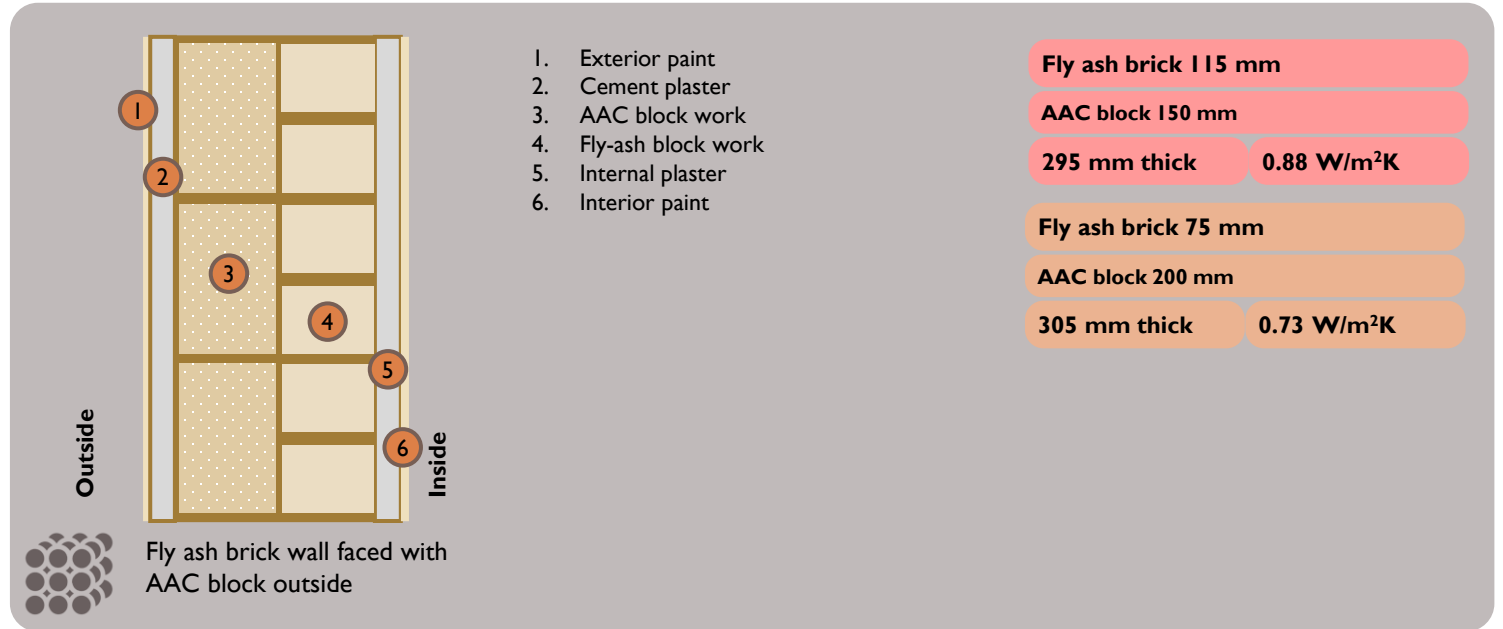 1. Exterior paint
2. Cement plaster
3. AAC block work
4. Fly-ash block work
5. Internal plaster
6. Interior paint
1
2
3
4
5
6
Outside
Inside
Fly ash brick wall faced with
AAC block outside
Fly ash brick 115 mm
AAC block 150 mm
295 mm thick 0.88 W/m²K
Fly ash brick 75 mm
AAC block 200 mm
305 mm thick 0.73 W/m²K